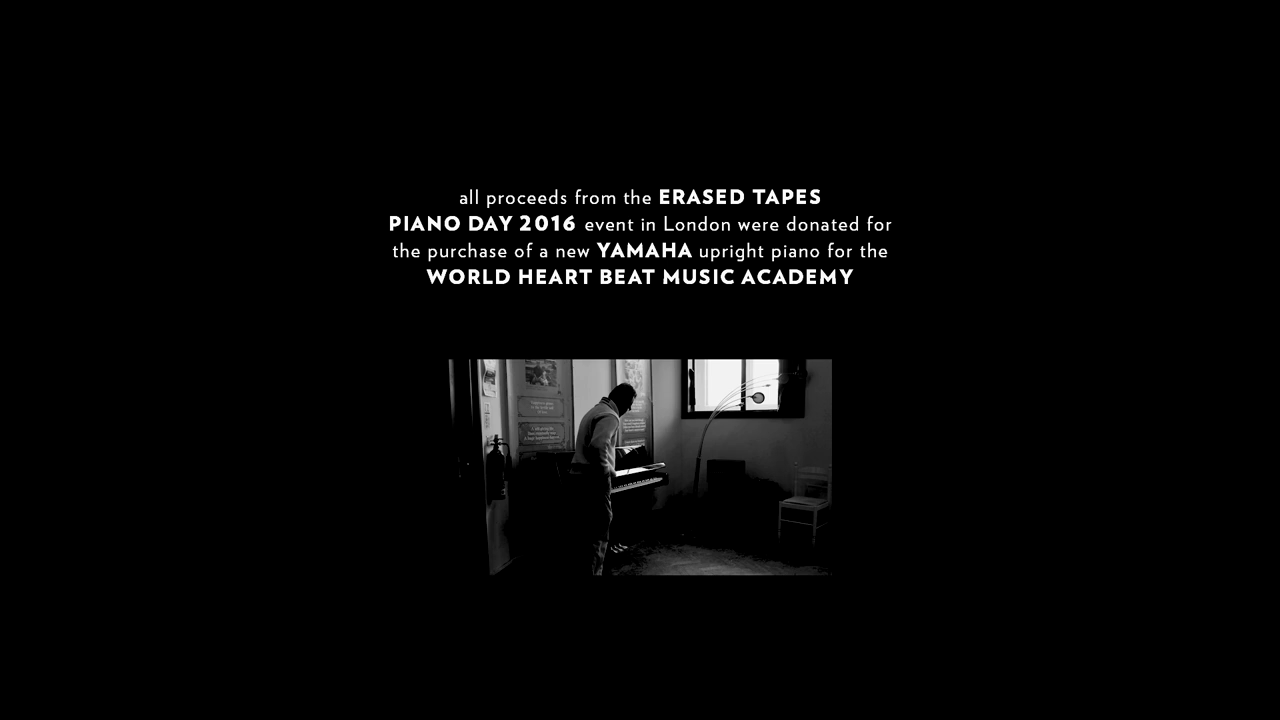 all proceeds from the ERASED TAPES
PIANO DAY 2016 event in London were donated for
the purchase of a new YAMAHA upright piano for the
WORLD HEART BEAT MUSIC ACADEMY